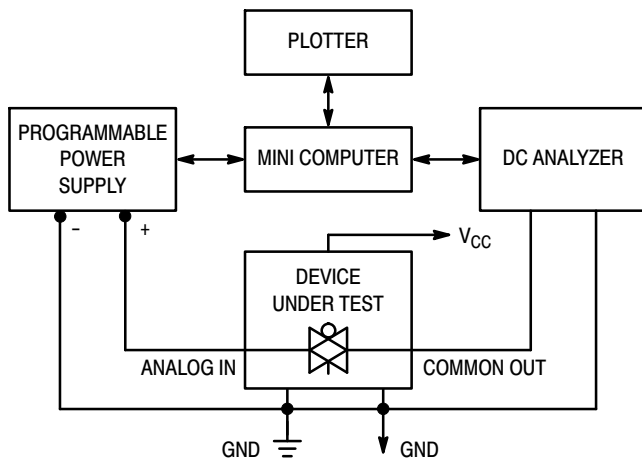 PLOTTER
PROGRAMMABLE
POWER
SUPPLY
MINI COMPUTER
DC ANALYZER
– +
VCC
DEVICE
UNDER TEST
ANALOG IN
COMMON OUT
GND
GND